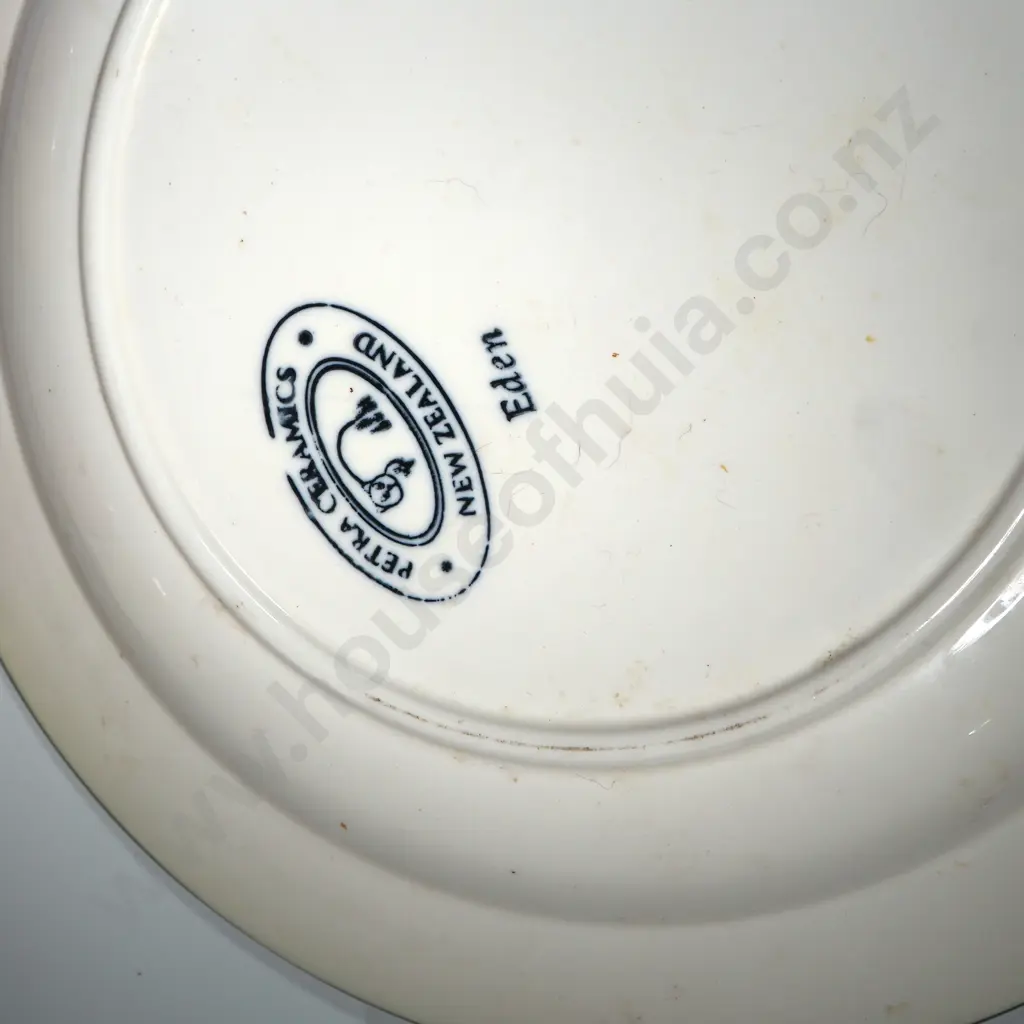 PETRA CERAMICS
NEW ZEALAND
Eden
www.houseofhuia.co.nz